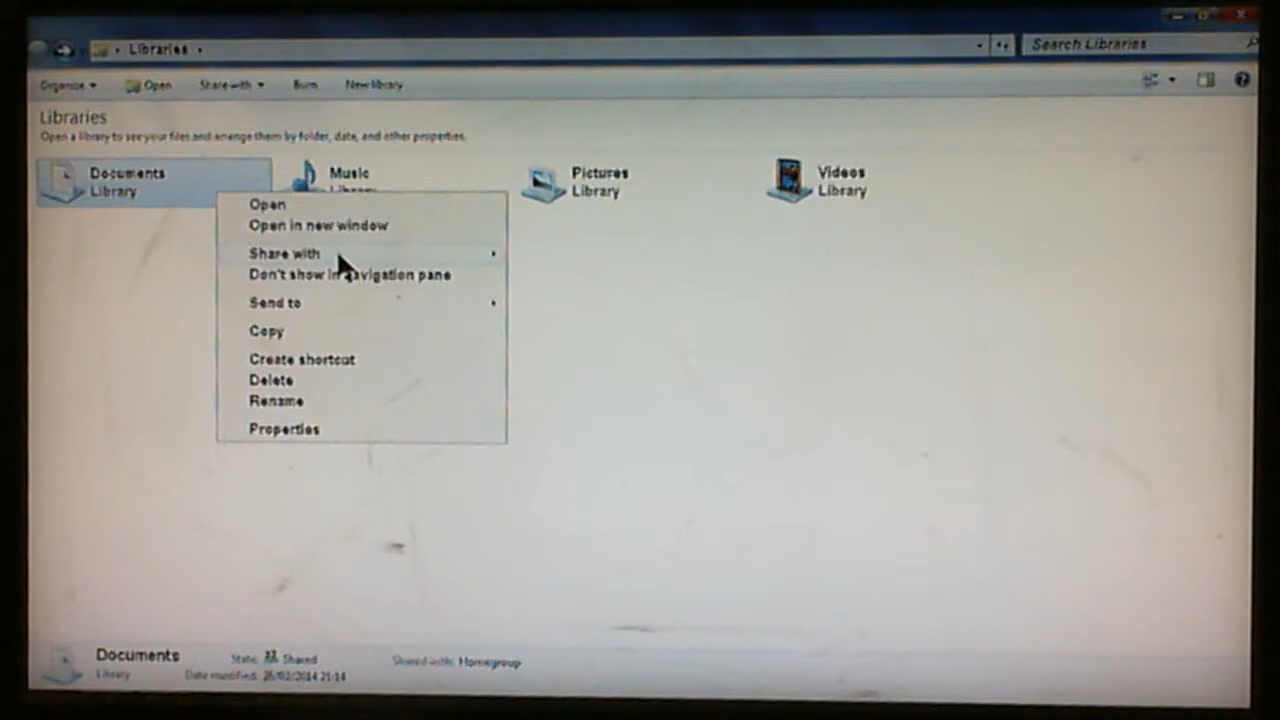 Libraries
Search Libraries
Organize
Open
Share with
Burn
New library
Libraries
Open a library to see your files and arrange them by folder, date, and other properties.
Documents
Library
Music
Library
Pictures
Library
Videos
Library
Open
Open in new window
Share with
Don't show in navigation pane
Send to
Copy
Create shortcut
Delete
Rename
Properties
Documents
Library
State: Shared
Shared with: Homegroup
Date modified: 26/02/2014 21:14